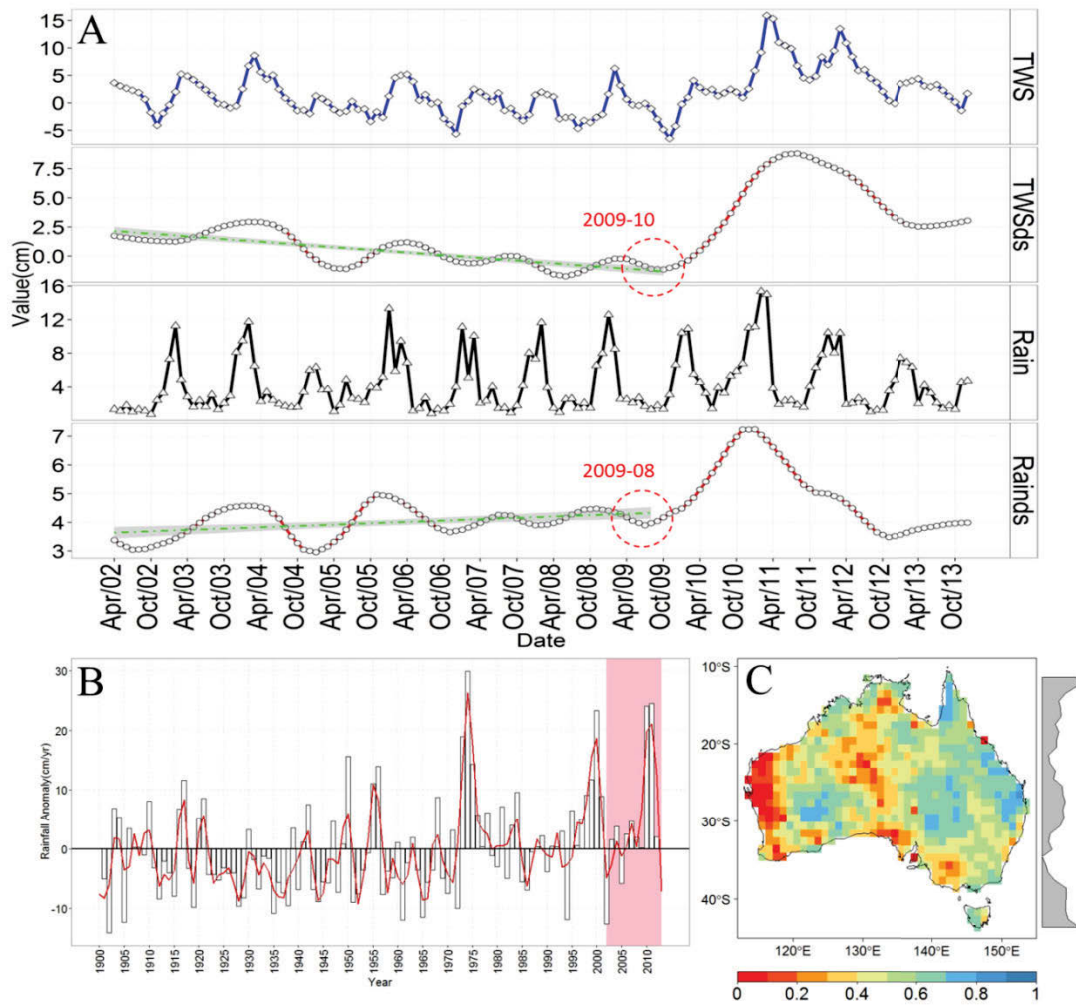 A
Value(cm)
15
10
5
0
-5
TWS
7.5
5.0
2.5
0.0
2009-10
TWSds
16
12
8
4
Rain
7
6
5
4
3
2009-08
Rainds
Apr/02 Oct/02 Apr/03 Oct/03 Apr/04 Oct/04 Apr/05 Oct/05 Apr/06 Oct/06 Apr/07 Oct/07 Apr/08 Oct/08 Apr/09 Oct/09 Apr/10 Oct/10 Apr/11 Oct/11 Apr/12 Oct/12 Apr/13 Oct/13
Date
B
Rainfall Anomaly(cm/yr)
30
20
10
0
-10
1900 1905 1910 1915 1920 1925 1930 1935 1940 1945 1950 1955 1960 1965 1970 1975 1980 1985 1990 1995 2000 2005 2010
Year
C
10°S
20°S
30°S
40°S
120°E 130°E 140°E 150°E
0 0.2 0.4 0.6 0.8 1